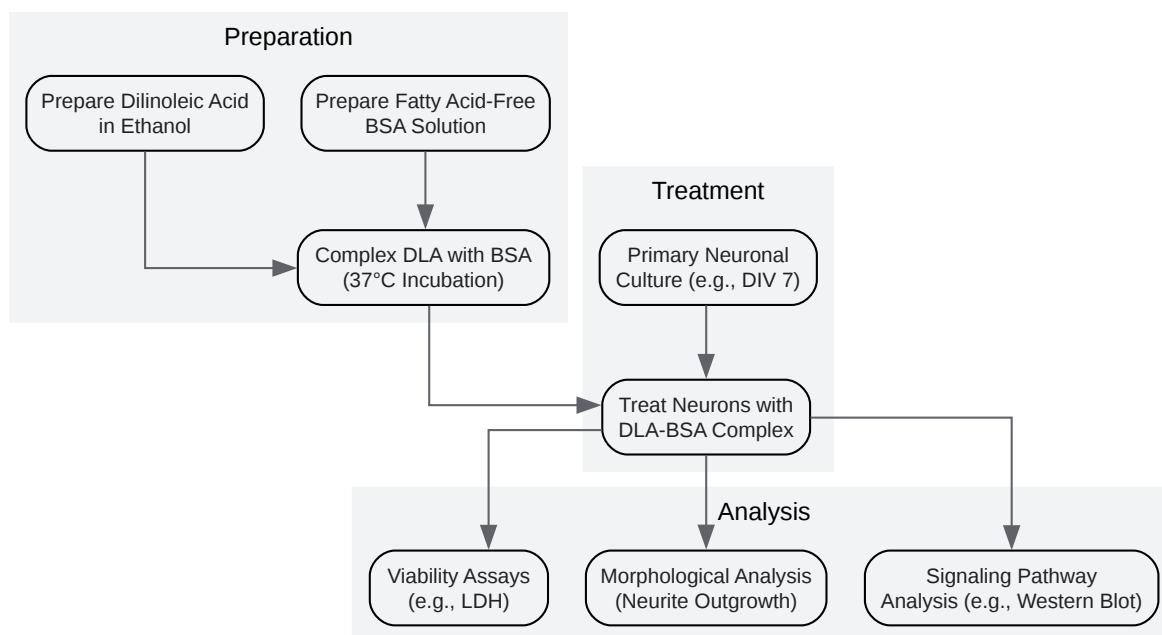 Preparation
Prepare Dilinoleic Acid
in Ethanol
Prepare Fatty Acid-Free
BSA Solution
Complex DLA with BSA
(37°C Incubation)
Treatment
Primary Neuronal
Culture (e.g., DIV 7)
Treat Neurons with
DLA-BSA Complex
Analysis
Viability Assays
(e.g., LDH)
Morphological Analysis
(Neurite Outgrowth)
Signaling Pathway
Analysis (e.g., Western Blot)